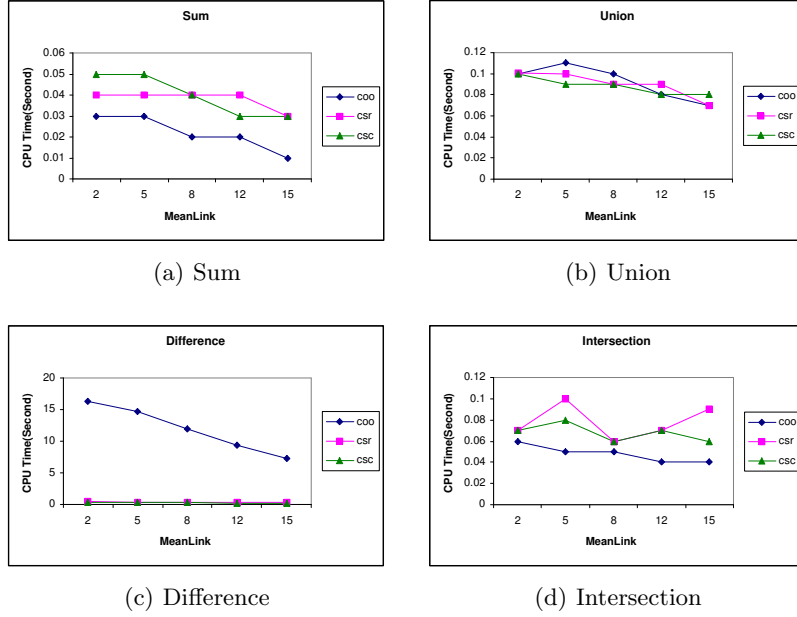 Sum
CPU Time(Second)
0.06
0.05
0.04
0.03
0.02
0.01
0
2 5 8 12 15
MeanLink
coo
csr
csc
(a) Sum
Union
CPU Time(Second)
0.12
0.1
0.08
0.06
0.04
0.02
0
2 5 8 12 15
MeanLink
coo
csr
csc
(b) Union
Difference
CPU Time(Second)
20
15
10
5
0
2 5 8 12 15
MeanLink
coo
csr
csc
(c) Difference
Intersection
CPU Time(Second)
0.12
0.1
0.08
0.06
0.04
0.02
0
2 5 8 12 15
MeanLink
coo
csr
csc
(d) Intersection